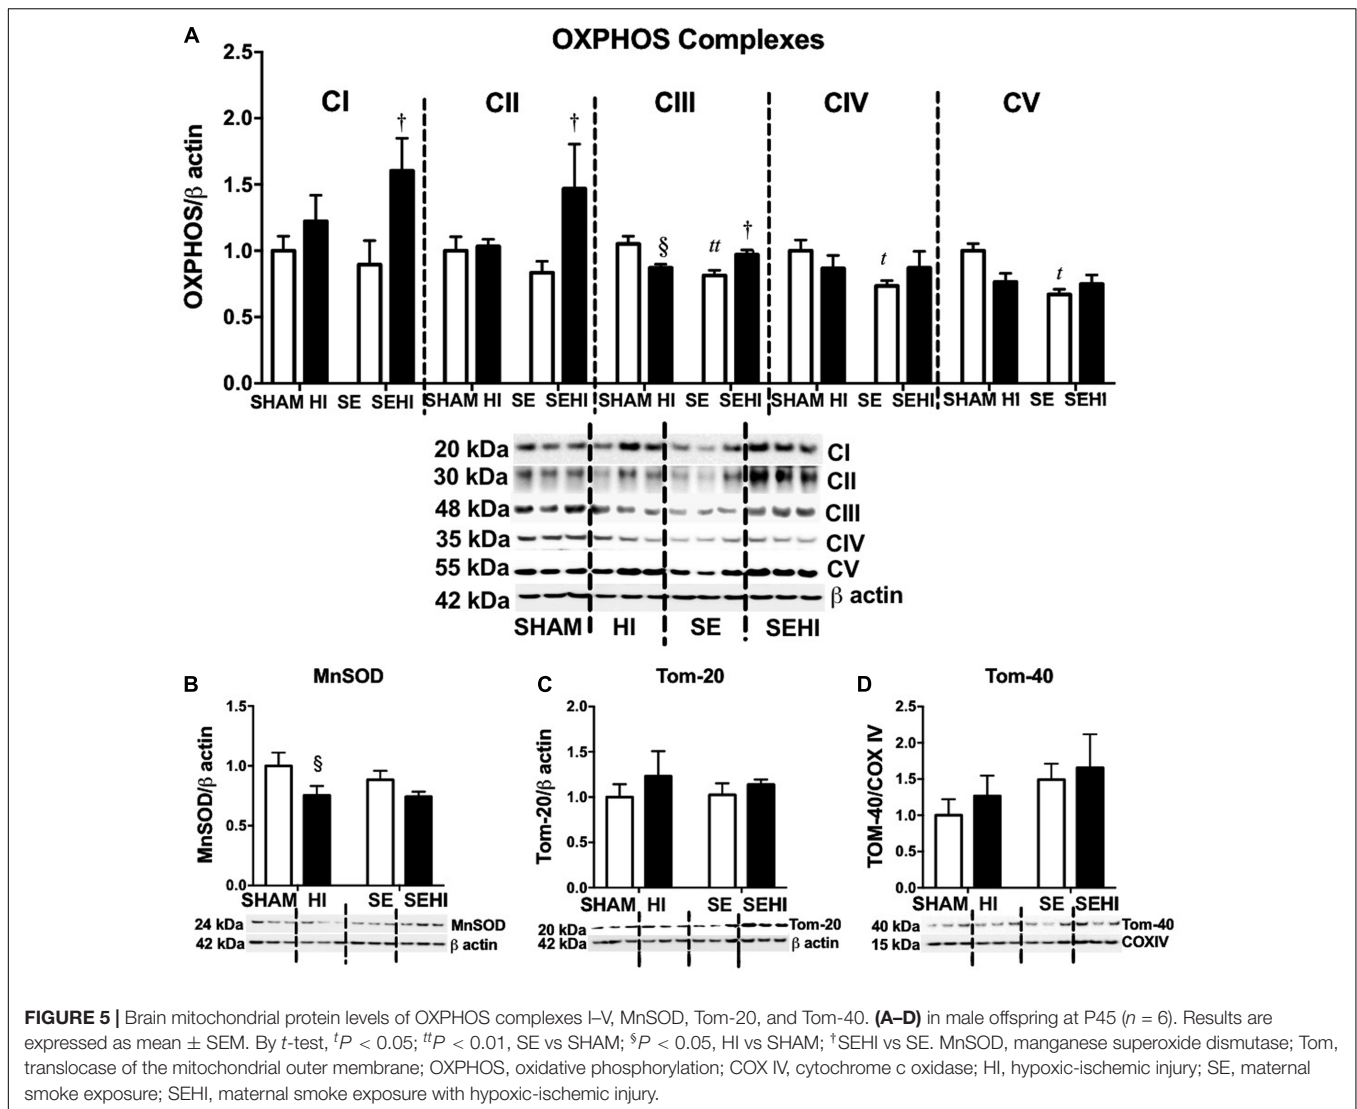 A
OXPHOS Complexes
OXPHOS/β actin
2.5
2.0
1.5
1.0
0.5
0.0
CI
CII
CIII
CIV
CV
†
†
§
tt
†
t
t
SHAM HI SE SEHI SHAM HI SE SEHI SHAM HI SE SEHI SHAM HI SE SEHI SHAM HI SE SEHI
20 kDa CI
30 kDa CII
48 kDa CIII
35 kDa CIV
55 kDa CV
42 kDa β actin
SHAM HI SE SEHI
B
MnSOD
MnSOD/β actin
1.5
1.0
0.5
0.0
§
SHAM HI SE SEHI
24 kDa MnSOD
42 kDa β actin
C
Tom-20
Tom-20/β actin
2.0
1.5
1.0
0.5
0.0
SHAM HI SE SEHI
20 kDa Tom-20
42 kDa β actin
D
Tom-40
TOM-40/COX IV
2.5
2.0
1.5
1.0
0.5
0.0
SHAM HI SE SEHI
40 kDa Tom-40
15 kDa COXIV
FIGURE 5 | Brain mitochondrial protein levels of OXPHOS complexes I–V, MnSOD, Tom-20, and Tom-40. (A–D) in male offspring at P45 (n = 6). Results are
expressed as mean ± SEM. By t-test, tP < 0.05; ttP < 0.01, SE vs SHAM; §P < 0.05, HI vs SHAM; †SEHI vs SE. MnSOD, manganese superoxide dismutase; Tom,
translocase of the mitochondrial outer membrane; OXPHOS, oxidative phosphorylation; COX IV, cytochrome c oxidase; HI, hypoxic-ischemic injury; SE, maternal
smoke exposure; SEHI, maternal smoke exposure with hypoxic-ischemic injury.